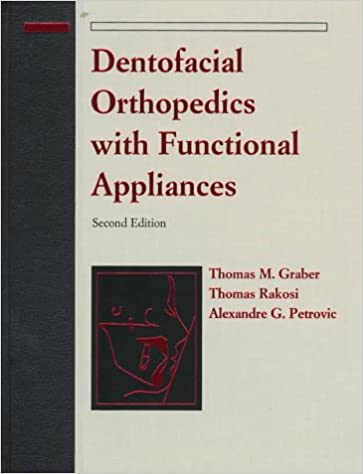 Dentofacial
Orthopedics
with Functional
Appliances
Second Edition
Thomas M. Graber
Thomas Rakosi
Alexandre G. Petrovic